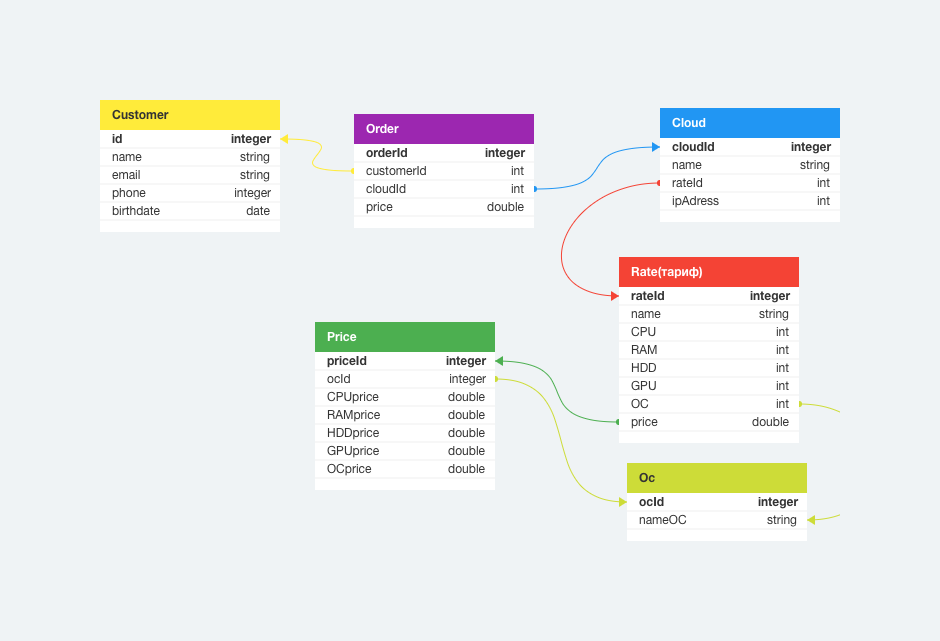 Customer
id integer
name string
email string
phone integer
birthdate date
Order
orderId integer
customerId int
cloudId int
price double
Cloud
cloudId integer
name string
rateId int
ipAdress int
Rate(тариф)
rateId integer
name string
CPU int
RAM int
HDD int
GPU int
OC int
price double
Price
priceId integer
ocId integer
CPUprice double
RAMprice double
HDDprice double
GPUprice double
OCprice double
Oc
ocId integer
nameOC string